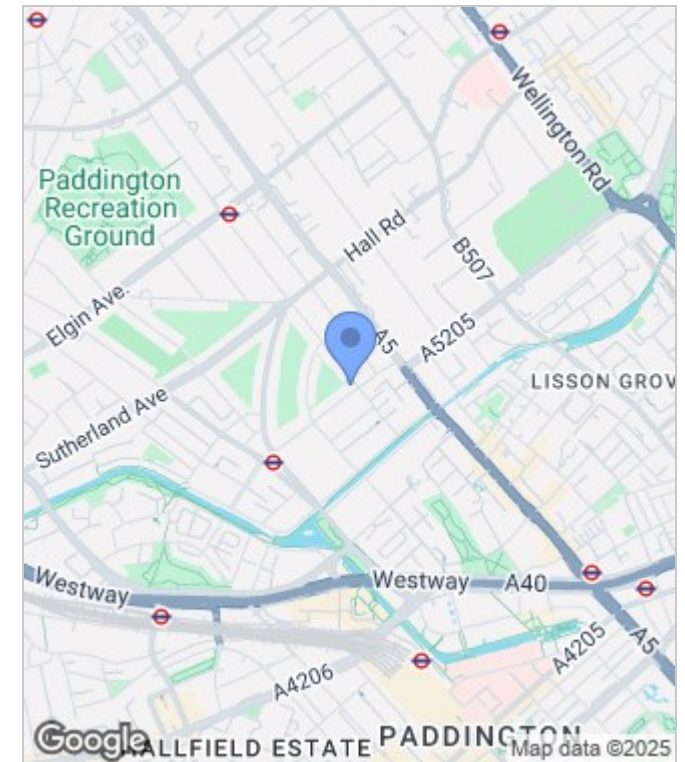 Wellington Rd
Paddington
Recreation
Ground
Hall Rd
B507
Elgin Ave.
A5
A5205
LISSON GROV
Sutherland Ave
Westway
Westway
A40
A4205
A5
A4206
Google
ALLFIELD ESTATE
PADDINGTON
Map data ©2025